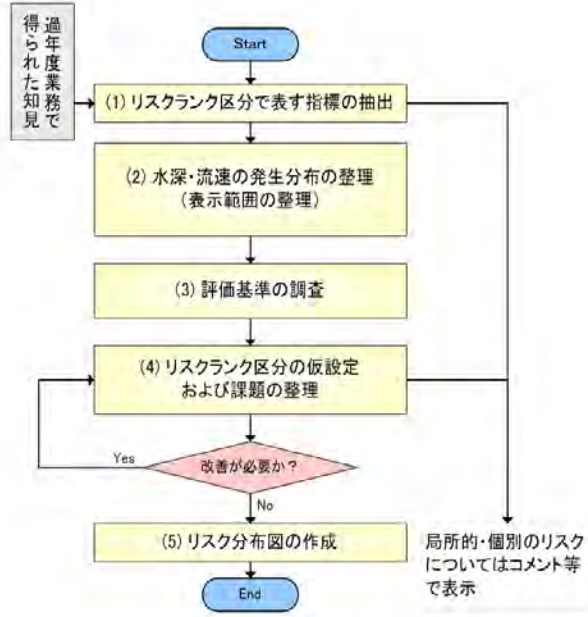 過年度業務で
得られた知見
Start
(1) リスクランク区分で表す指標の抽出
(2) 水深・流速の発生分布の整理
(表示範囲の整理)
(3) 評価基準の調査
(4) リスクランク区分の仮設定
および課題の整理
Yes
改善が必要か？
No
(5) リスク分布図の作成
End
局所的・個別のリスク
についてはコメント等
で表示